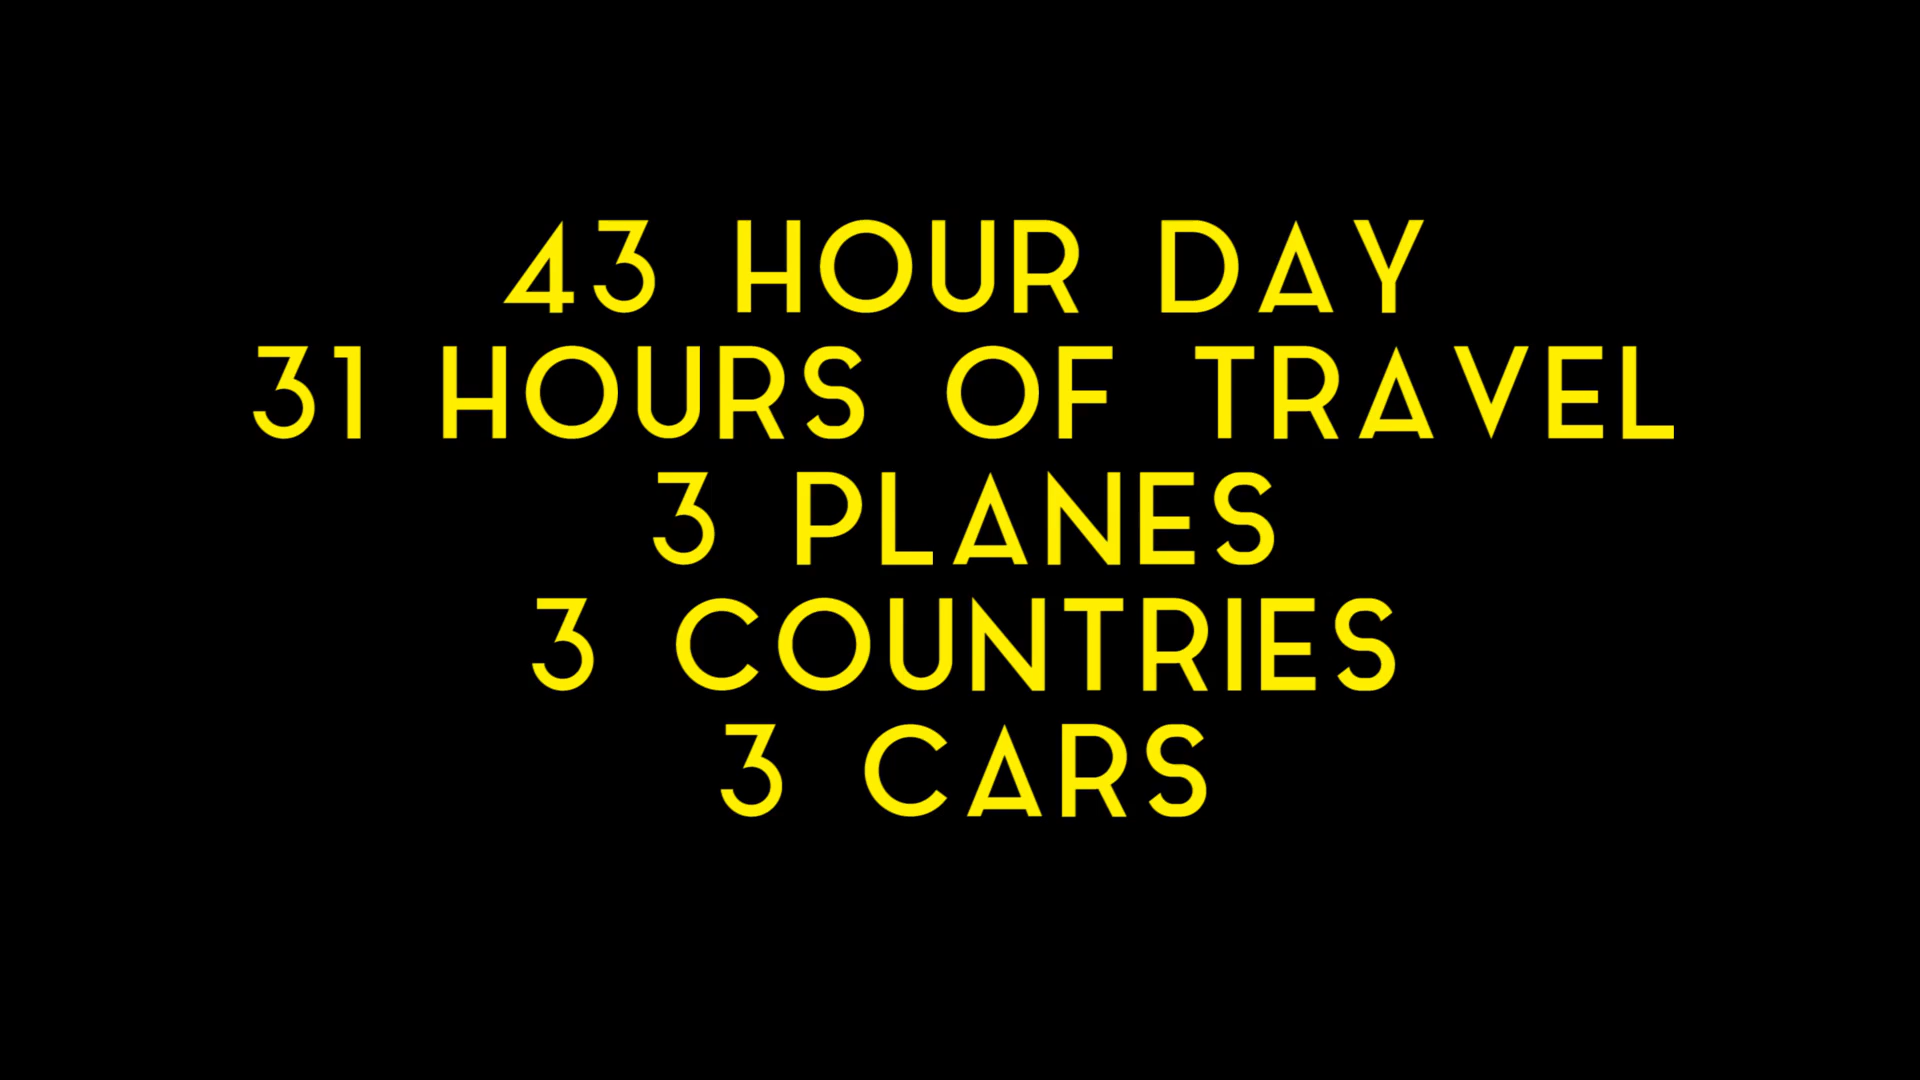 43 HOUR DAY
31 HOURS OF TRAVEL
3 PLANES
3 COUNTRIES
3 CARS